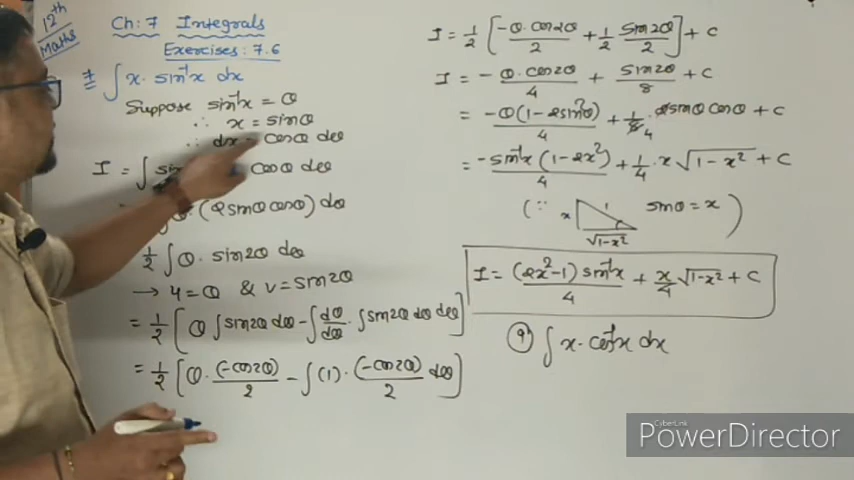 12th
Maths
Ch: 7 Integrals
Exercises: 7.6
7 ∫ x · sin⁻¹x dx
Suppose sin⁻¹x = θ
∴ x = sinθ
∴ dx = cosθ dθ
I = ∫ cosθ dθ
(2sinθcosθ) dθ
1/2 ∫ θ · sin2θ dθ
→ u = θ & v = sin2θ
= 1/2 [θ ∫ sin2θ dθ - ∫ dθ/dθ · ∫ sin2θ dθ dθ]
= 1/2 [θ · (-cos2θ)/2 - ∫ (1) · (-cos2θ)/2 dθ]
I = 1/2 [-θ · cos2θ/2 + 1/2 sin2θ/2] + C
I = -θ · cos2θ/4 + sin2θ/8 + C
= -θ(1-2sin²θ)/4 + 1/8 4 · 2sinθ cosθ + C
= -sin⁻¹x (1-2x²)/4 + 1/4 · x √1-x² + C
(∵ x 1 √1-x² sinθ = x)
I = (2x²-1) sin⁻¹x/4 + x/4 √1-x² + C
9 ∫ x · cos⁻¹x dx
CyberLink
PowerDirector